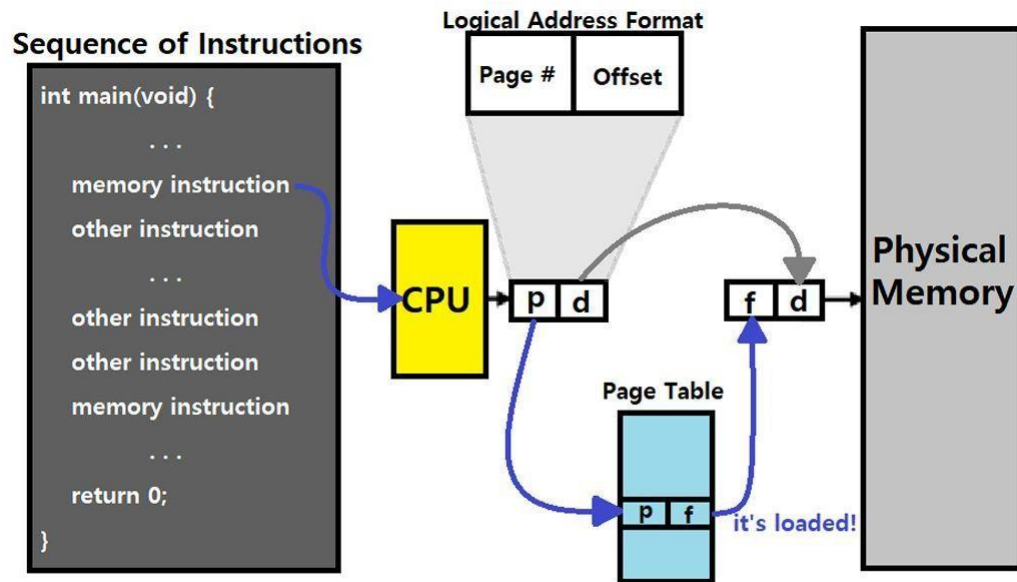 Logical Address Format
Page #
Offset
Sequence of Instructions
int main(void) {
. . .
memory instruction
other instruction
. . .
other instruction
other instruction
memory instruction
. . .
return 0;
}
CPU
p
d
f
d
Physical
Memory
Page Table
p
f
it's loaded!